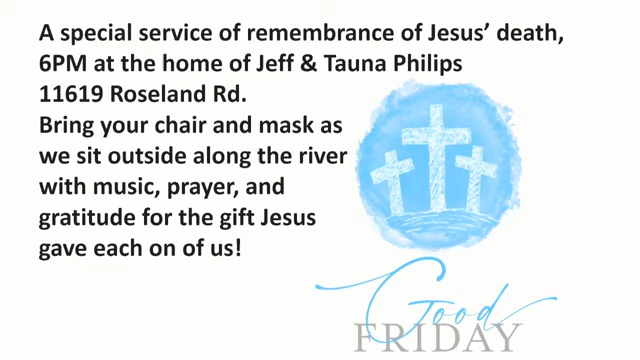 A special service of remembrance of Jesus’ death,
6PM at the home of Jeff & Tauna Philips
11619 Roseland Rd.
Bring your chair and mask as
we sit outside along the river
with music, prayer, and
gratitude for the gift Jesus
gave each on of us!
Good
FRIDAY